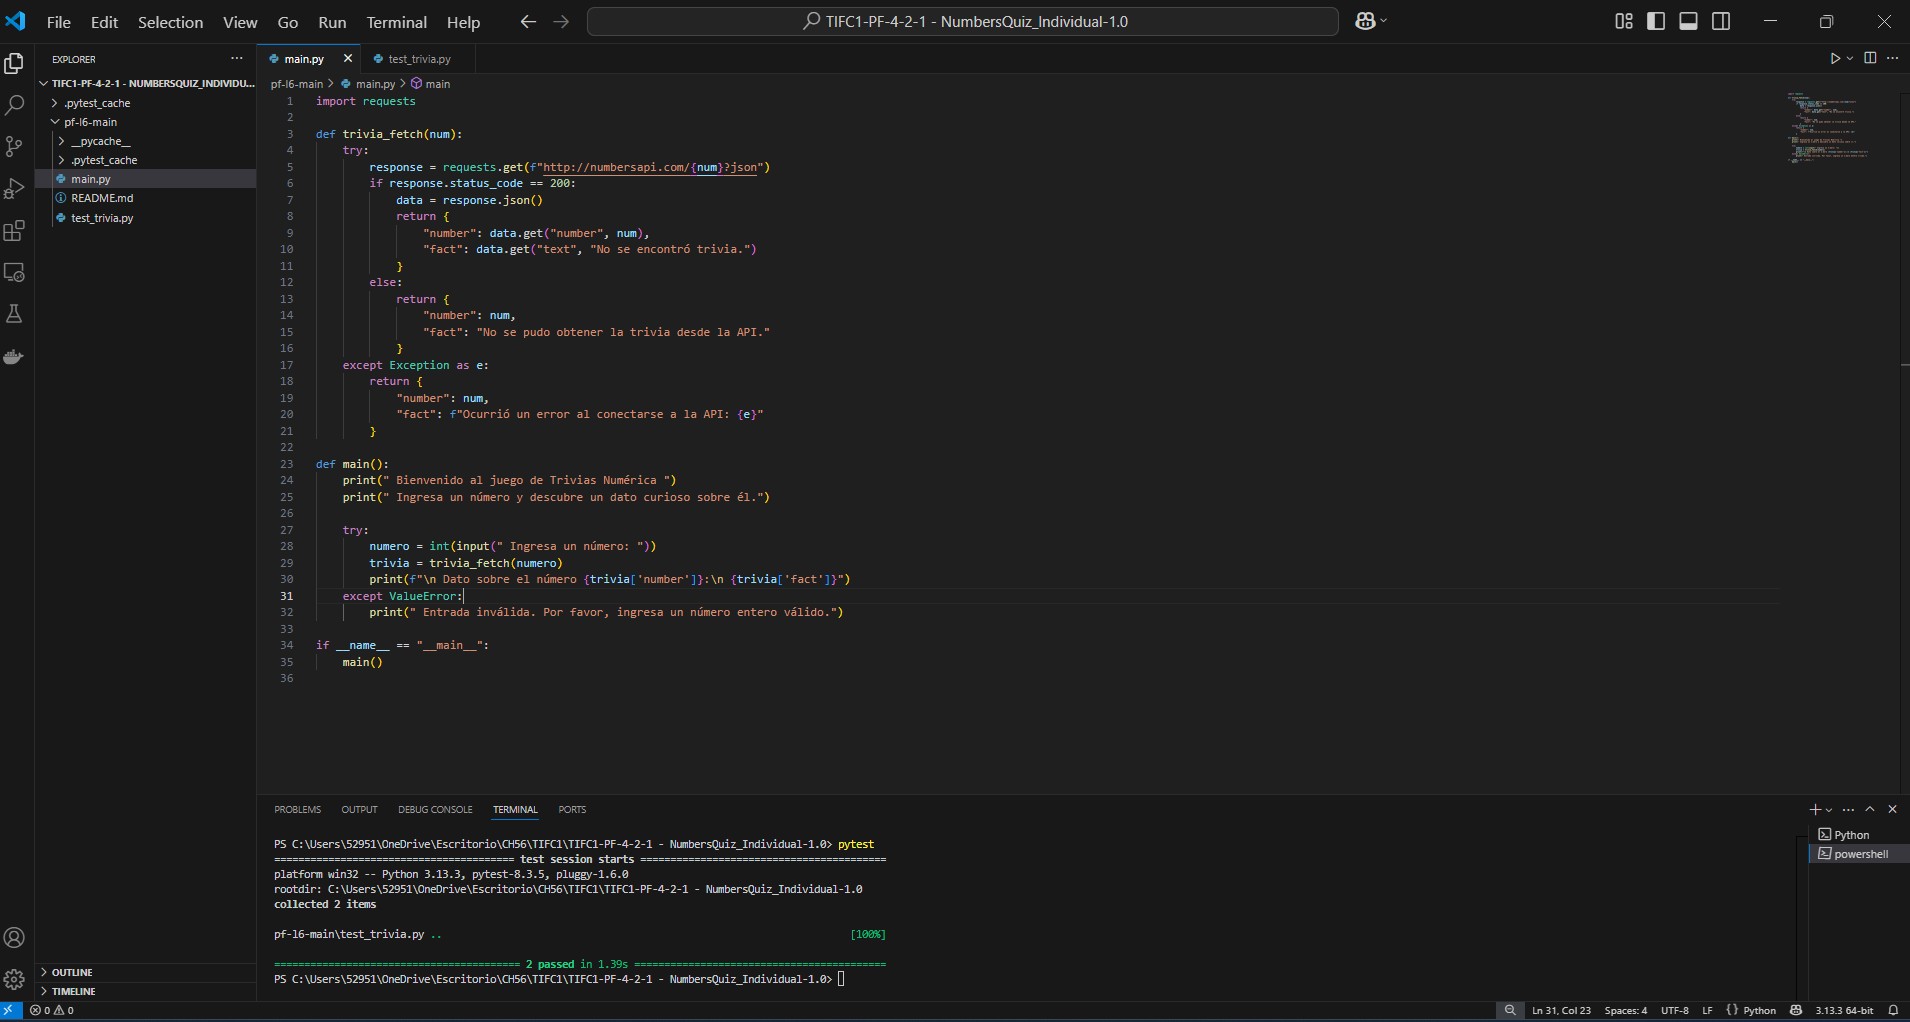 File Edit Selection View Go Run Terminal Help
TIFC1-PF-4-2-1 - NumbersQuiz_Individual-1.0
EXPLORER
TIFC1-PF-4-2-1 - NUMBERSQUIZ_INDIVIDU...
.pytest_cache
pf-l6-main
__pycache__
.pytest_cache
main.py
README.md
test_trivia.py
OUTLINE
TIMELINE
main.py test_trivia.py
pf-l6-main > main.py > main
1 import requests
2
3 def trivia_fetch(num):
4     try:
5         response = requests.get(f"http://numbersapi.com/{num}?json")
6         if response.status_code == 200:
7             data = response.json()
8             return {
9                 "number": data.get("number", num),
10                 "fact": data.get("text", "No se encontró trivia.")
11             }
12         else:
13             return {
14                 "number": num,
15                 "fact": "No se pudo obtener la trivia desde la API."
16             }
17     except Exception as e:
18         return {
19             "number": num,
20             "fact": f"Ocurrió un error al conectarse a la API: {e}"
21         }
22
23 def main():
24     print(" Bienvenido al juego de Trivias Numérica ")
25     print(" Ingresa un número y descubre un dato curioso sobre él.")
26
27     try:
28         numero = int(input(" Ingresa un número: "))
29         trivia = trivia_fetch(numero)
30         print(f"\n Dato sobre el número {trivia['number']}:\n {trivia['fact']}")
31     except ValueError:
32         print(" Entrada inválida. Por favor, ingresa un número entero válido.")
33
34 if __name__ == "__main__":
35     main()
36
PROBLEMS OUTPUT DEBUG CONSOLE TERMINAL PORTS
PS C:\Users\52951\OneDrive\Escritorio\CH56\TIFC1\TIFC1-PF-4-2-1 - NumbersQuiz_Individual-1.0> pytest
======================================= test session starts ========================================
platform win32 -- Python 3.13.3, pytest-8.3.5, pluggy-1.6.0
rootdir: C:\Users\52951\OneDrive\Escritorio\CH56\TIFC1\TIFC1-PF-4-2-1 - NumbersQuiz_Individual-1.0
collected 2 items
pf-l6-main\test_trivia.py .. [100%]
======================================== 2 passed in 1.39s =========================================
PS C:\Users\52951\OneDrive\Escritorio\CH56\TIFC1\TIFC1-PF-4-2-1 - NumbersQuiz_Individual-1.0>
Python
powershell
0 0 Ln 31, Col 23 Spaces: 4 UTF-8 LF {} Python 3.13.3 64-bit